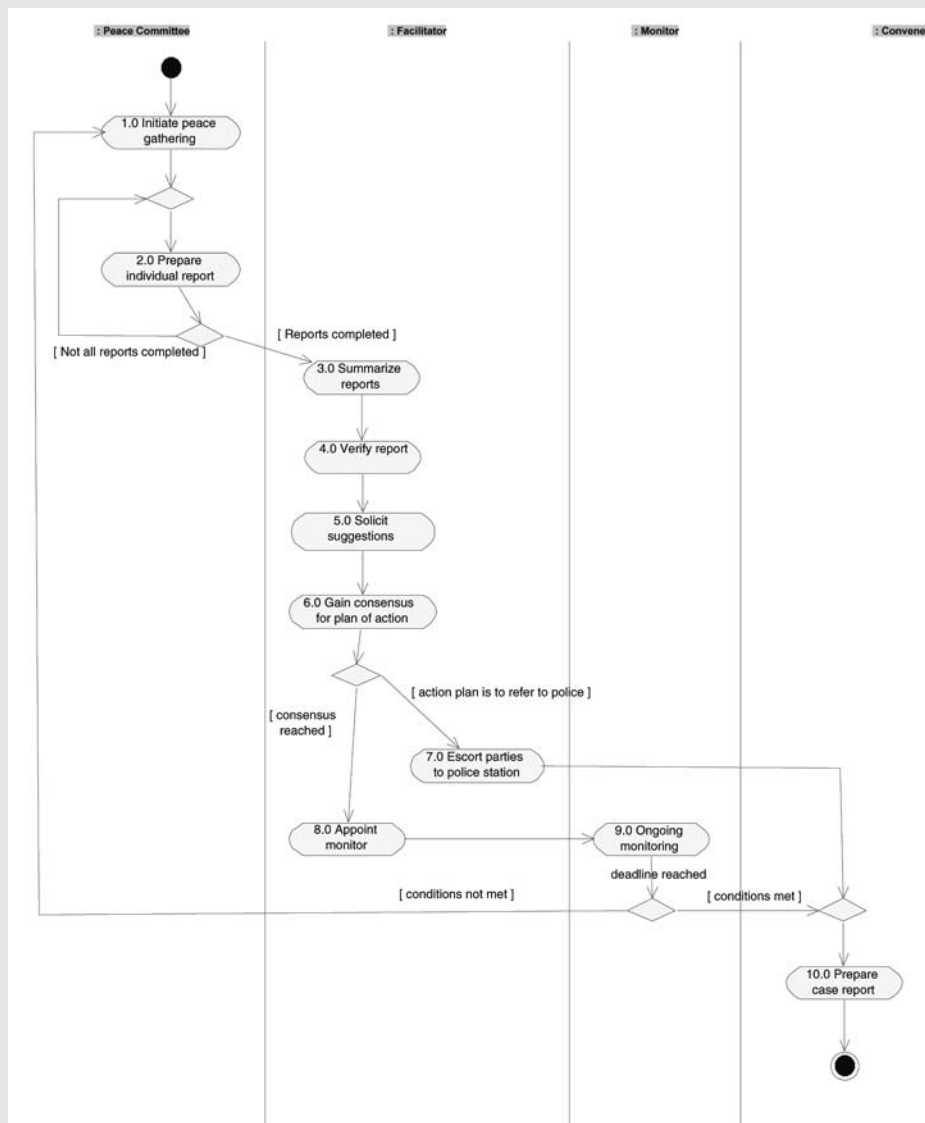 : Peace Committee
: Facilitator
: Monitor
: Convene
1.0 Initiate peace
gathering
2.0 Prepare
individual report
[ Not all reports completed ]
[ Reports completed ]
3.0 Summarize
reports
4.0 Verify report
5.0 Solicit
suggestions
6.0 Gain consensus
for plan of action
[ action plan is to refer to police ]
[ consensus
reached ]
7.0 Escort parties
to police station
8.0 Appoint
monitor
9.0 Ongoing
monitoring
deadline reached
[ conditions not met ]
[ conditions met ]
10.0 Prepare
case report